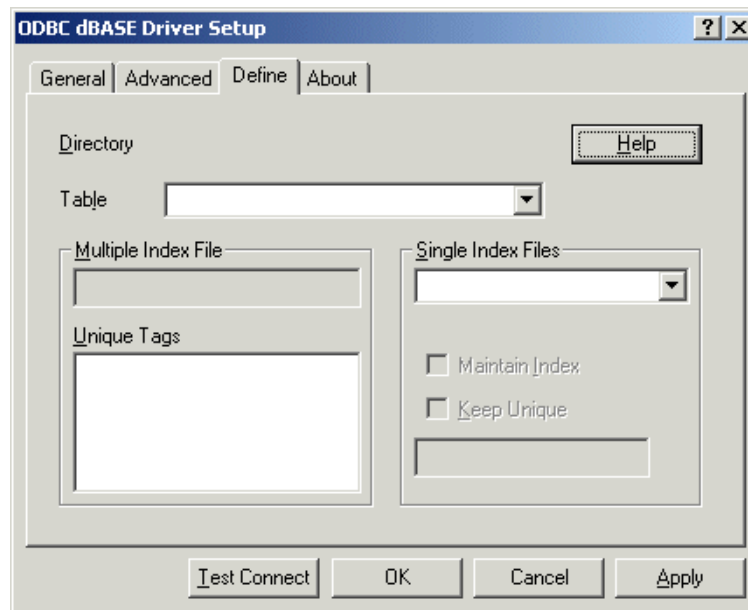 ODBC dBASE Driver Setup
General Advanced Define About
Directory Help
Table
Multiple Index File Single Index Files
Unique Tags
Maintain Index
Keep Unique
Test Connect OK Cancel Apply